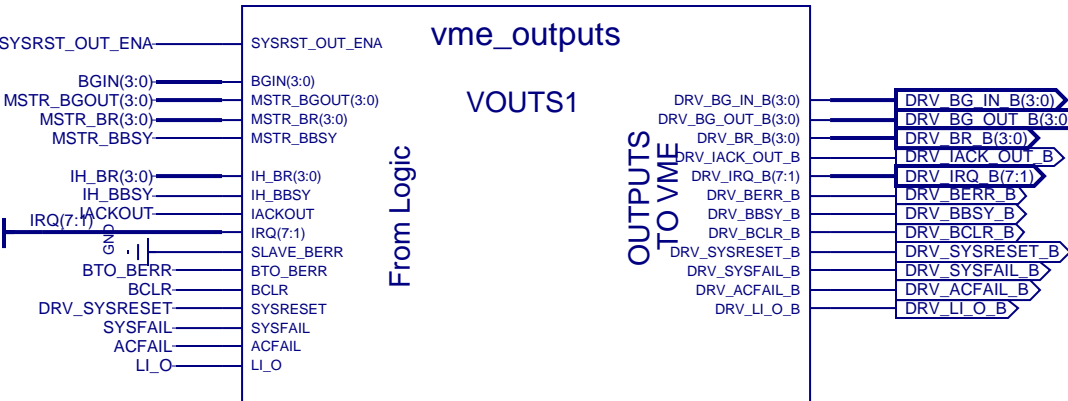 vme_outputs
VOUTS1
SYSRST_OUT_ENA
SYSRST_OUT_ENA
BGIN(3:0)
BGIN(3:0)
MSTR_BGOUT(3:0)
MSTR_BGOUT(3:0)
MSTR_BR(3:0)
MSTR_BR(3:0)
MSTR_BBSY
MSTR_BBSY
IH_BR(3:0)
IH_BR(3:0)
IH_BBSY
IH_BBSY
IACKOUT
IACKOUT
IRQ(7:1)
IRQ(7:1)
GND
SLAVE_BERR
BTO_BERR
BTO_BERR
BCLR
BCLR
DRV_SYSRESET
SYSRESET
SYSFAIL
SYSFAIL
ACFAIL
ACFAIL
LI_O
LI_O
From Logic
OUTPUTS
TO VME
DRV_BG_IN_B(3:0)
DRV_BG_IN_B(3:0)
DRV_BG_OUT_B(3:0)
DRV_BG_OUT_B(3:0
DRV_BR_B(3:0)
DRV_BR_B(3:0)
DRV_IACK_OUT_B
DRV_IACK_OUT_B
DRV_IRQ_B(7:1)
DRV_IRQ_B(7:1)
DRV_BERR_B
DRV_BERR_B
DRV_BBSY_B
DRV_BBSY_B
DRV_BCLR_B
DRV_BCLR_B
DRV_SYSRESET_B
DRV_SYSRESET_B
DRV_SYSFAIL_B
DRV_SYSFAIL_B
DRV_ACFAIL_B
DRV_ACFAIL_B
DRV_LI_O_B
DRV_LI_O_B